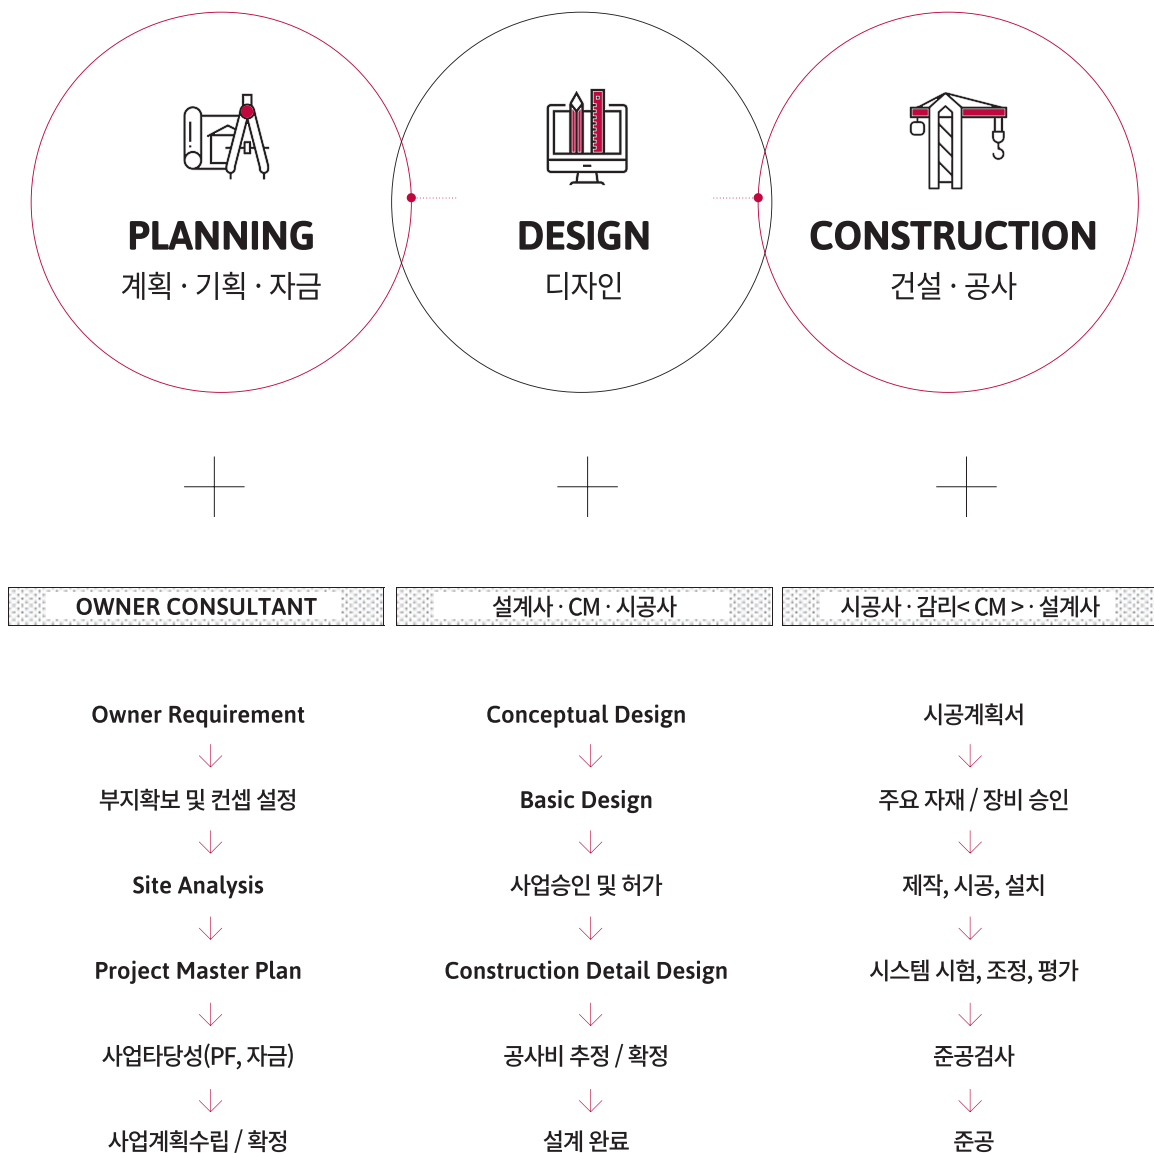 PLANNING
계획 · 기획 · 자금
DESIGN
디자인
CONSTRUCTION
건설 · 공사
OWNER CONSULTANT
설계사 · CM · 시공사
시공사 · 감리< CM > · 설계사
Owner Requirement
부지확보 및 컨셉 설정
Site Analysis
Project Master Plan
사업타당성(PF, 자금)
사업계획수립 / 확정
Conceptual Design
Basic Design
사업승인 및 허가
Construction Detail Design
공사비 추정 / 확정
설계 완료
시공계획서
주요 자재 / 장비 승인
제작, 시공, 설치
시스템 시험, 조정, 평가
준공검사
준공